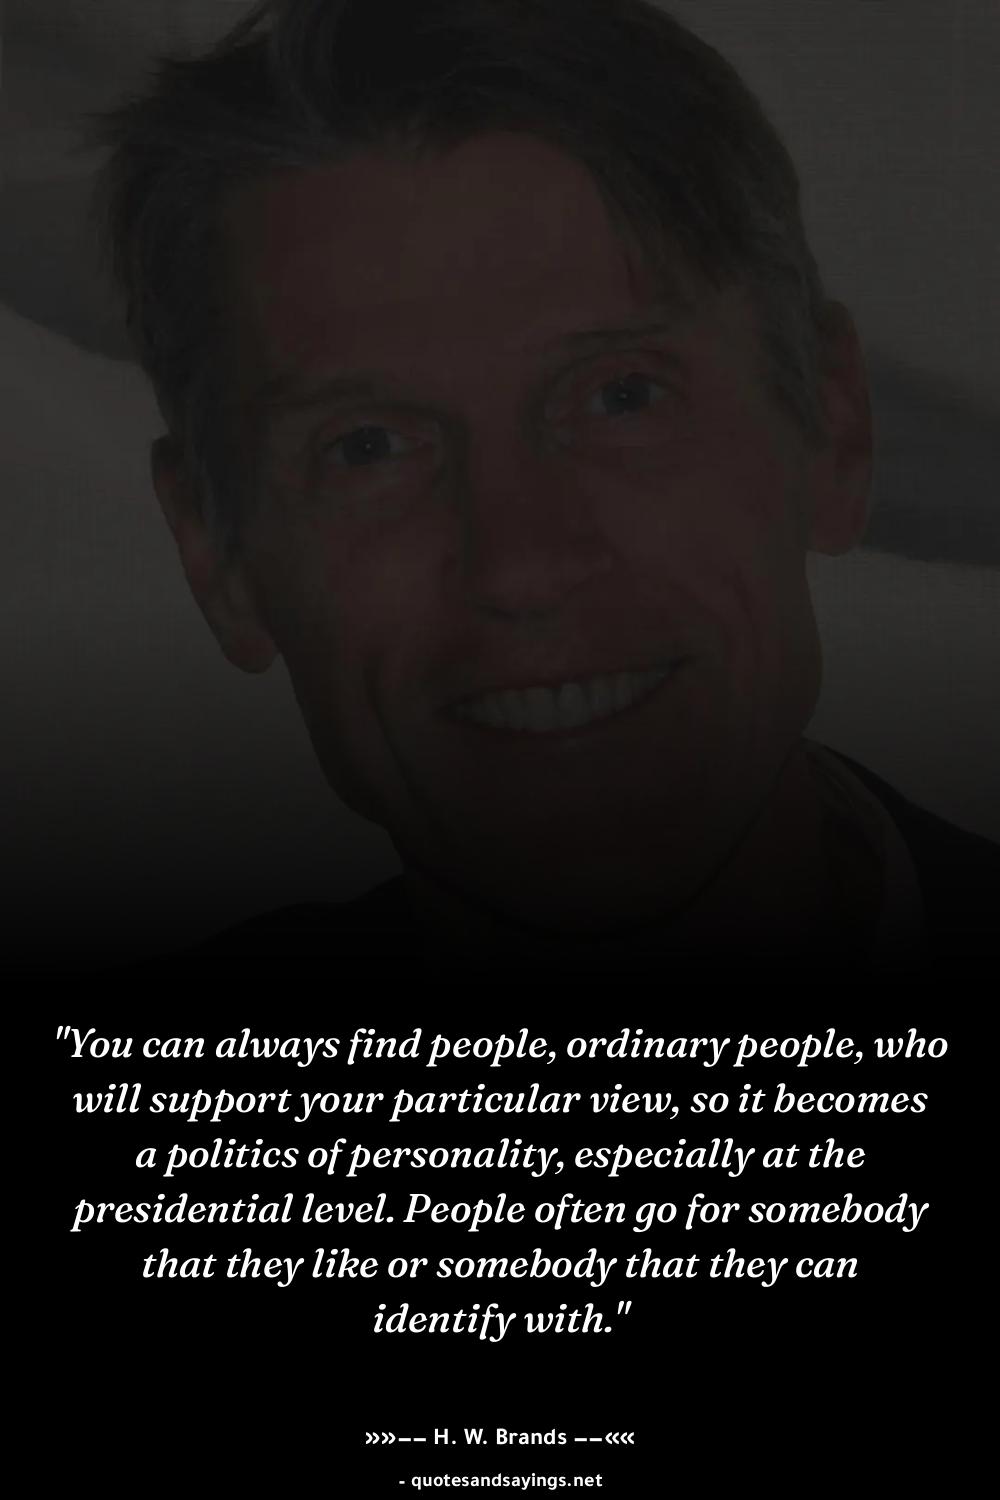 "You can always find people, ordinary people, who
will support your particular view, so it becomes
a politics of personality, especially at the
presidential level. People often go for somebody
that they like or somebody that they can
identify with."
»»—— H. W. Brands ——««
- quotesandsayings.net